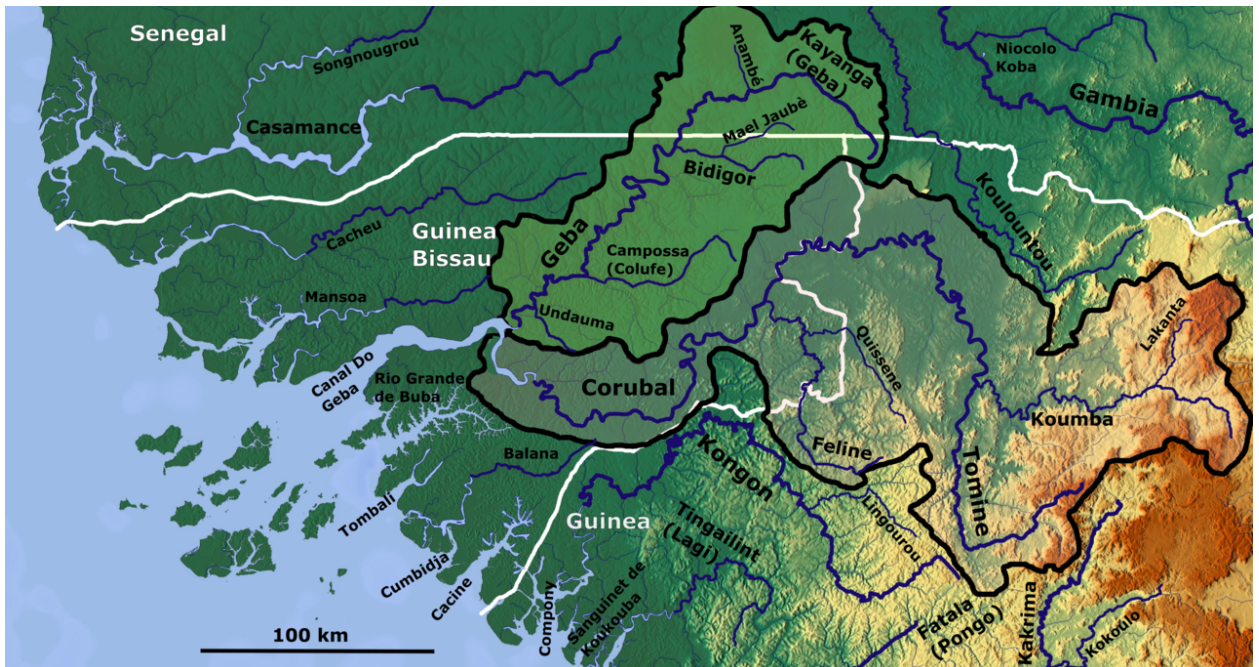 Senegal
Songnougrou
Casamance
Anambé
Kayanga
(Geba)
Niocolo
Koba
Gambia
Mael Jaubè
Bidigor
Koulountou
Guinea
Bissau
Cacheu
Geba
Campossa
(Colufe)
Mansoa
Undauma
Lakanta
Quissene
Canal Do
Geba
Rio Grande
de Buba
Corubal
Koumba
Balana
Kongon
Feline
Tomine
Tombali
Guinea
Tingailint
(Lagi)
Lingourou
Cumbidja
Cacine
Compony
Sanguinet de
Koukouba
Fatala
(Pongo)
Kakrima
Kokoulo
100 km